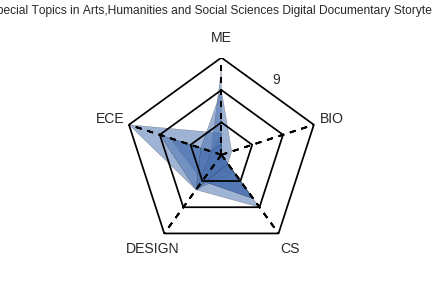 pecial Topics in Arts,Humanities and Social Sciences Digital Documentary Storyte
ME
9
ECE
BIO
DESIGN
CS